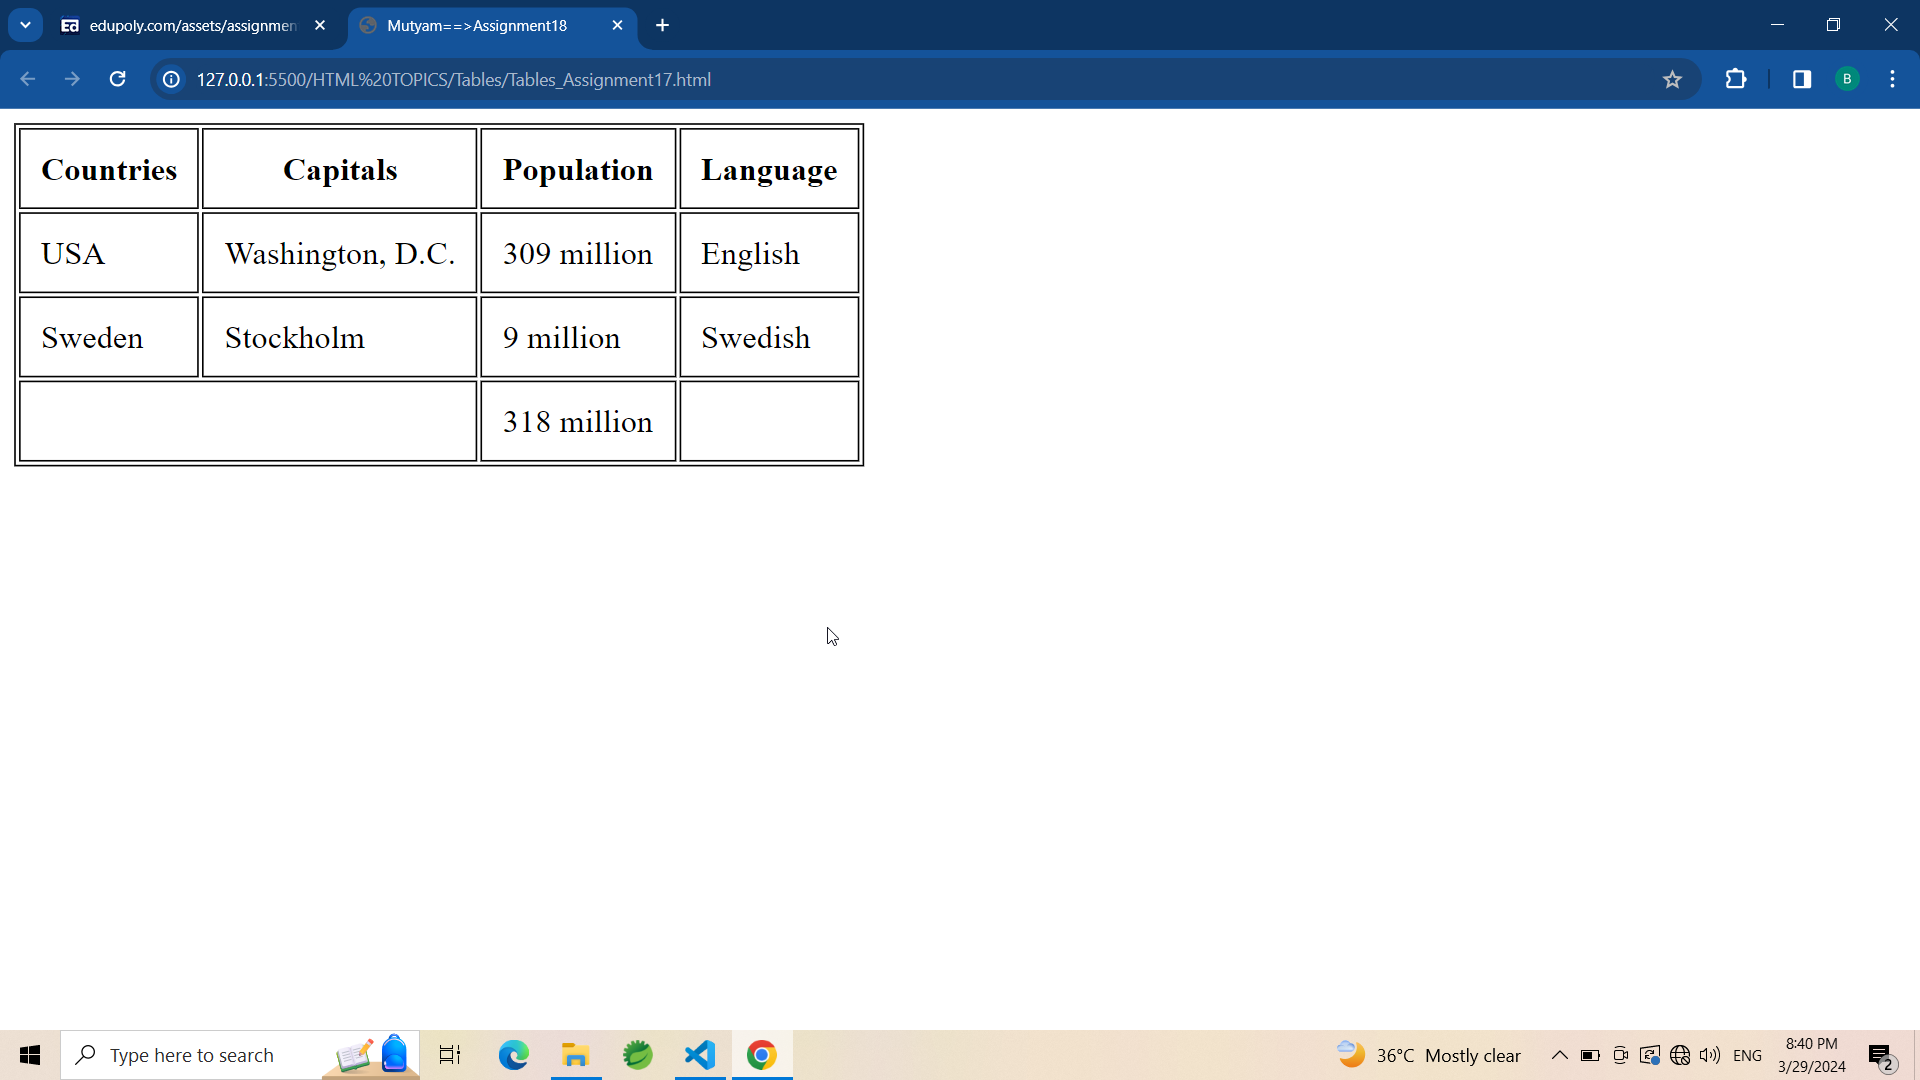 Ed edupoly.com/assets/assignmen
Mutyam==>Assignment18
127.0.0.1:5500/HTML%20TOPICS/Tables/Tables_Assignment17.html
B
Countries Capitals Population Language
USA Washington, D.C. 309 million English
Sweden Stockholm 9 million Swedish
318 million
Type here to search
36°C Mostly clear
ENG
8:40 PM
3/29/2024
2